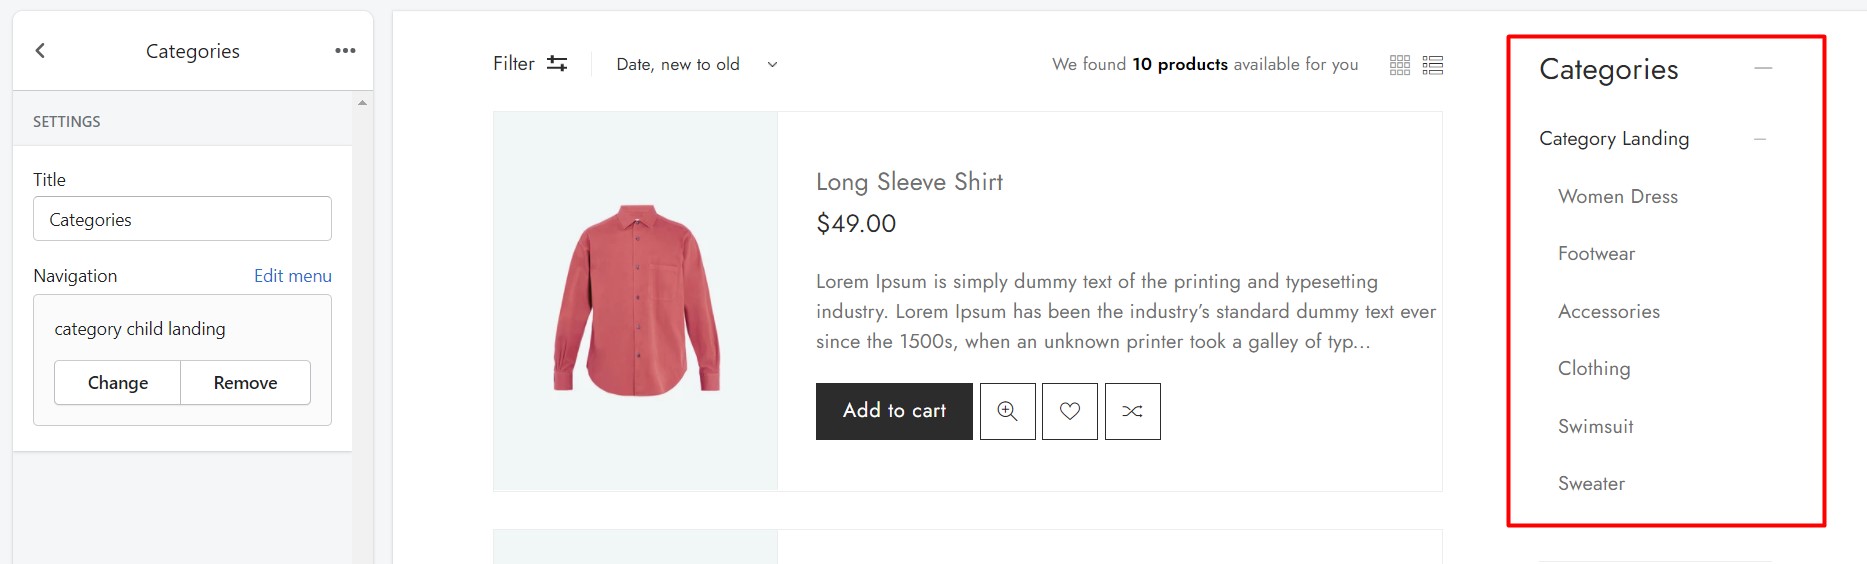 Categories
SETTINGS
Title
Categories
Navigation Edit menu
category child landing
Change Remove
Filter Date, new to old We found 10 products available for you
Long Sleeve Shirt
$49.00
Lorem Ipsum is simply dummy text of the printing and typesetting
industry. Lorem Ipsum has been the industry’s standard dummy text ever
since the 1500s, when an unknown printer took a galley of typ...
Add to cart
Categories
Category Landing
Women Dress
Footwear
Accessories
Clothing
Swimsuit
Sweater